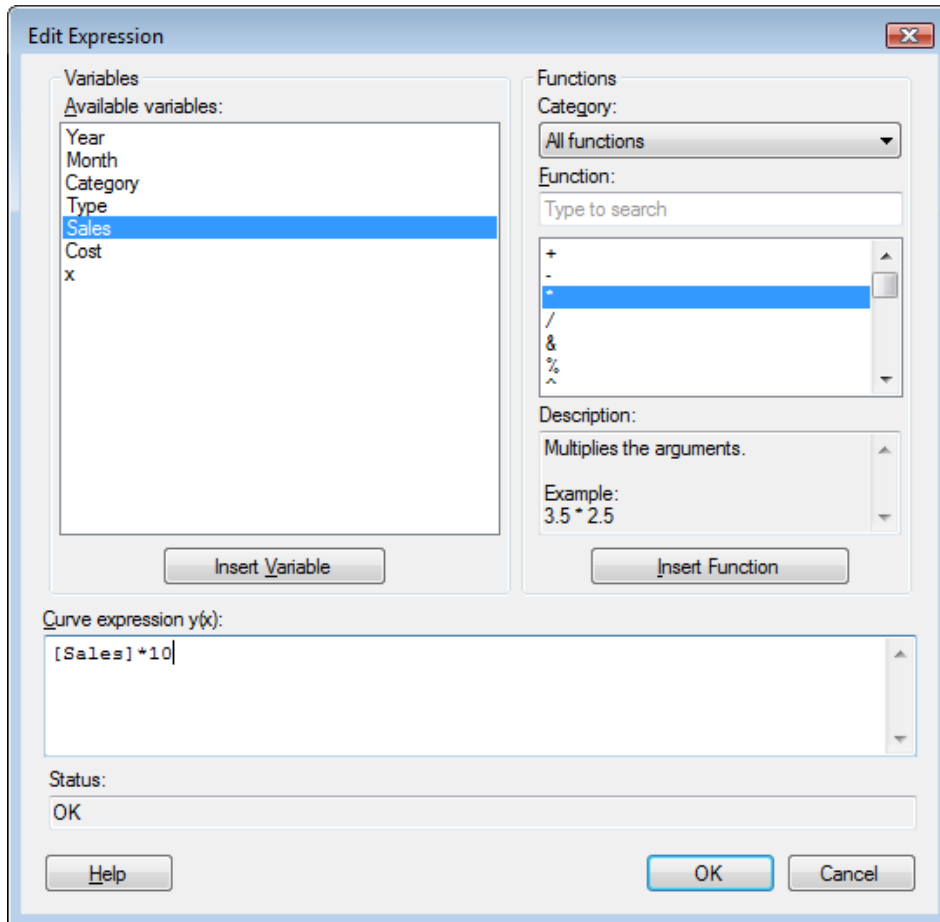 Edit Expression
Variables
Available variables:
Year
Month
Category
Type
Sales
Cost
x
Insert Variable
Functions
Category:
All functions
Function:
Type to search
+
-
*
/
&
%
^
Description:
Multiplies the arguments.
Example:
3.5 * 2.5
Insert Function
Curve expression y(x):
[Sales]*10
Status:
OK
Help
OK
Cancel